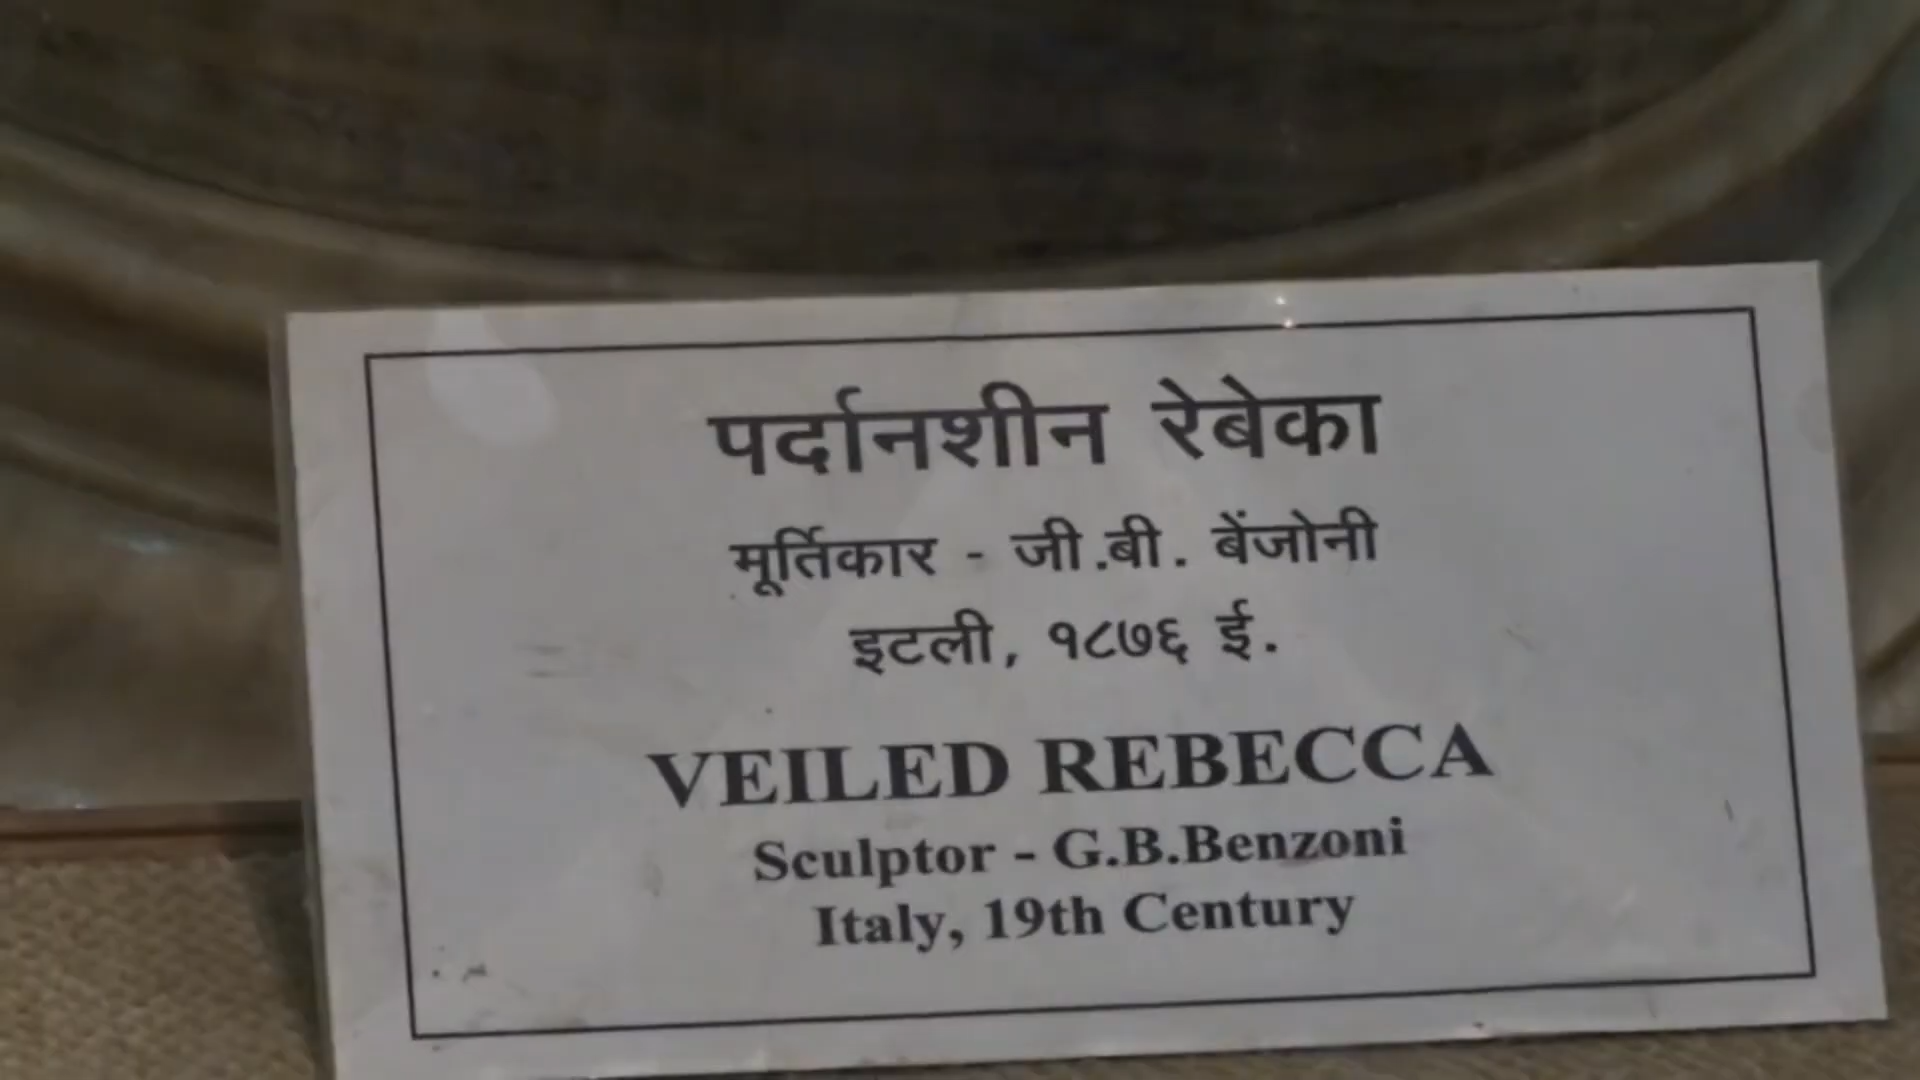 पर्दानशीन रेबेका
मूर्तिकार - जी.बी. बेंजोनी
इटली, १८७६ ई.
VEILED REBECCA
Sculptor - G.B.Benzoni
Italy, 19th Century